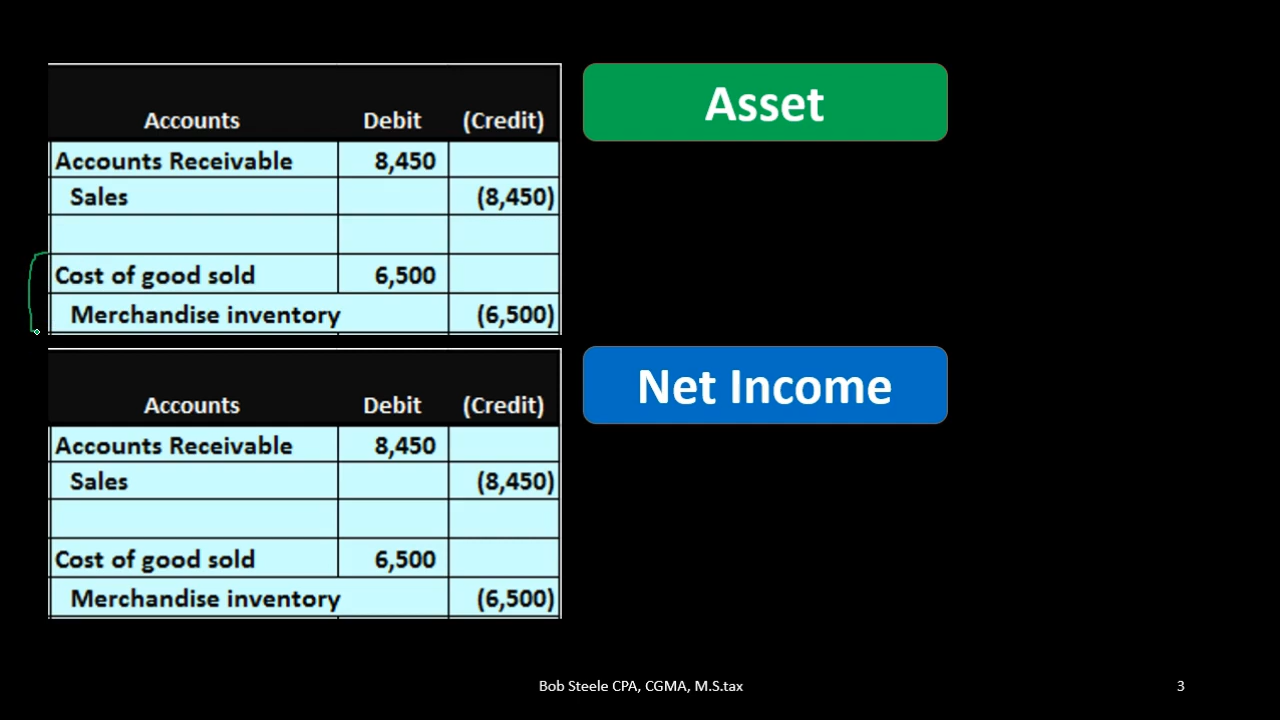 Accounts Debit (Credit)
Accounts Receivable 8,450
Sales (8,450)
Cost of good sold 6,500
Merchandise inventory (6,500)
Asset
Accounts Debit (Credit)
Accounts Receivable 8,450
Sales (8,450)
Cost of good sold 6,500
Merchandise inventory (6,500)
Net Income
Bob Steele CPA, CGMA, M.S.tax
3